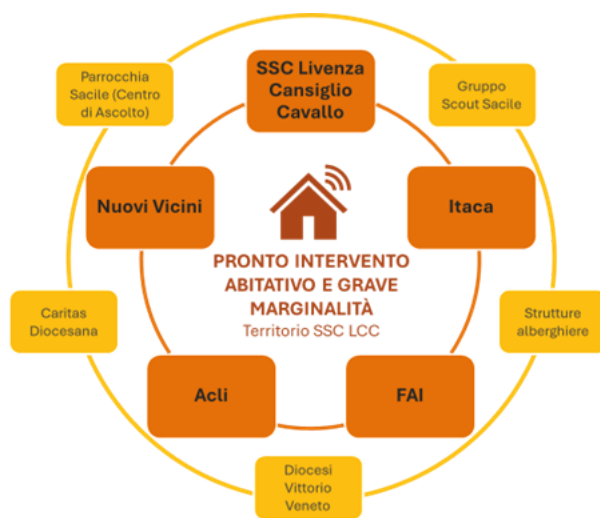 SSC Livenza
Cansiglio
Cavallo
Parrocchia
Sacile (Centro
di Ascolto)
Gruppo
Scout Sacile
Nuovi Vicini
Itaca
PRONTO INTERVENTO
ABITATIVO E GRAVE
MARGINALITÀ
Territorio SSC LCC
Caritas
Diocesana
Strutture
alberghiere
Acli
FAI
Diocesi
Vittorio
Veneto